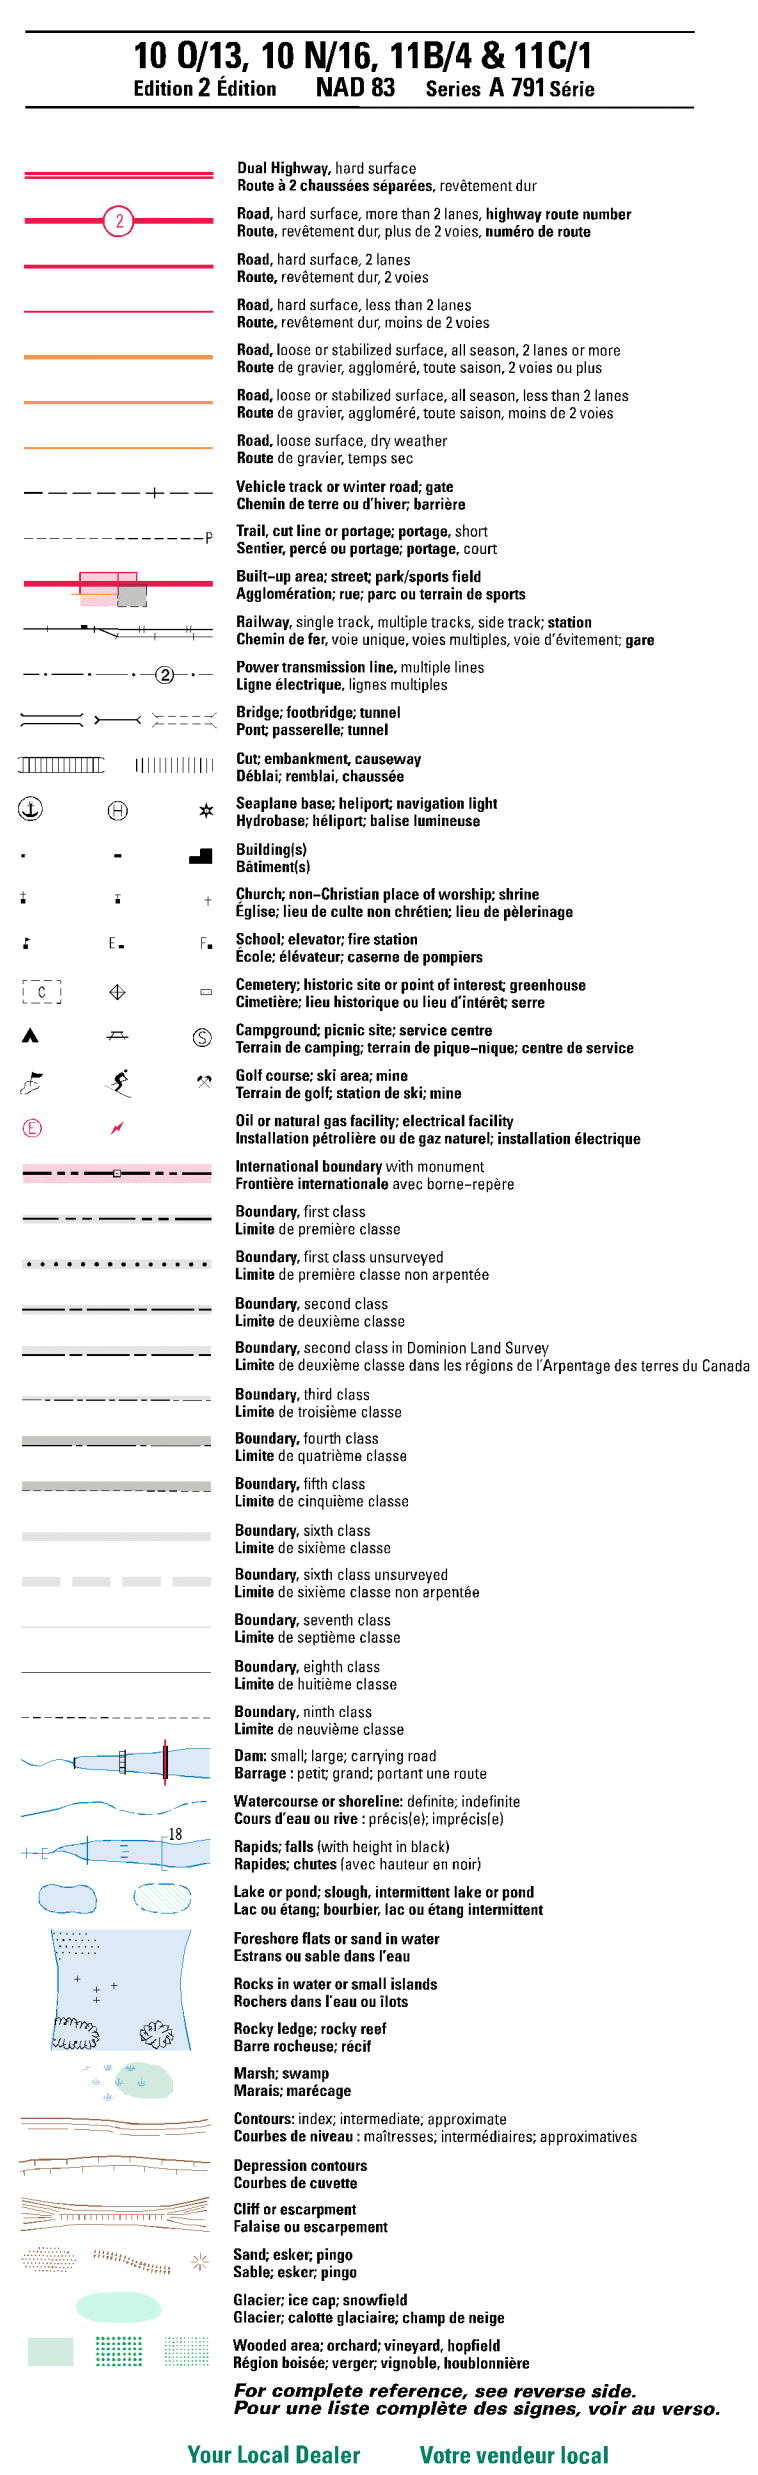 10 O/13, 10 N/16, 11B/4 & 11C/1
Edition 2 Édition NAD 83 Series A 791 Série
Dual Highway, hard surface
Route à 2 chaussées séparées, revêtement dur
2
Road, hard surface, more than 2 lanes, highway route number
Route, revêtement dur, plus de 2 voies, numéro de route
Road, hard surface, 2 lanes
Route, revêtement dur, 2 voies
Road, hard surface, less than 2 lanes
Route, revêtement dur, moins de 2 voies
Road, loose or stabilized surface, all season, 2 lanes or more
Route de gravier, aggloméré, toute saison, 2 voies ou plus
Road, loose or stabilized surface, all season, less than 2 lanes
Route de gravier, aggloméré, toute saison, moins de 2 voies
Road, loose surface, dry weather
Route de gravier, temps sec
Vehicle track or winter road; gate
Chemin de terre ou d'hiver; barrière
P
Trail, cut line or portage; portage, short
Sentier, percé ou portage; portage, court
Built-up area; street; park/sports field
Agglomération; rue; parc ou terrain de sports
Railway, single track, multiple tracks, side track; station
Chemin de fer, voie unique, voies multiples, voie d'évitement; gare
2
Power transmission line, multiple lines
Ligne électrique, lignes multiples
Bridge; footbridge; tunnel
Pont; passerelle; tunnel
Cut; embankment, causeway
Déblai; remblai, chaussée
H
Seaplane base; heliport; navigation light
Hydrobase; héliport; balise lumineuse
Building(s)
Bâtiment(s)
Church; non-Christian place of worship; shrine
Église; lieu de culte non chrétien; lieu de pèlerinage
E F
School; elevator; fire station
École; élévateur; caserne de pompiers
C
Cemetery; historic site or point of interest; greenhouse
Cimetière; lieu historique ou lieu d'intérêt; serre
S
Campground; picnic site; service centre
Terrain de camping; terrain de pique-nique; centre de service
Golf course; ski area; mine
Terrain de golf; station de ski; mine
E
Oil or natural gas facility; electrical facility
Installation pétrolière ou de gaz naturel; installation électrique
International boundary with monument
Frontière internationale avec borne-repère
Boundary, first class
Limite de première classe
Boundary, first class unsurveyed
Limite de première classe non arpentée
Boundary, second class
Limite de deuxième classe
Boundary, second class in Dominion Land Survey
Limite de deuxième classe dans les régions de l'Arpentage des terres du Canada
Boundary, third class
Limite de troisième classe
Boundary, fourth class
Limite de quatrième classe
Boundary, fifth class
Limite de cinquième classe
Boundary, sixth class
Limite de sixième classe
Boundary, sixth class unsurveyed
Limite de sixième classe non arpentée
Boundary, seventh class
Limite de septième classe
Boundary, eighth class
Limite de huitième classe
Boundary, ninth class
Limite de neuvième classe
Dam: small; large; carrying road
Barrage : petit; grand; portant une route
Watercourse or shoreline: definite; indefinite
Cours d'eau ou rive : précis(e); imprécis(e)
18
Rapids; falls (with height in black)
Rapides; chutes (avec hauteur en noir)
Lake or pond; slough, intermittent lake or pond
Lac ou étang; bourbier, lac ou étang intermittent
Foreshore flats or sand in water
Estrans ou sable dans l'eau
Rocks in water or small islands
Rochers dans l'eau ou îlots
Rocky ledge; rocky reef
Barre rocheuse; récif
Marsh; swamp
Marais; marécage
Contours: index; intermediate; approximate
Courbes de niveau : maîtresses; intermédiaires; approximatives
Depression contours
Courbes de cuvette
Cliff or escarpment
Falaise ou escarpement
Sand; esker; pingo
Sable; esker; pingo
Glacier; ice cap; snowfield
Glacier; calotte glaciaire; champ de neige
Wooded area; orchard; vineyard, hopfield
Région boisée; verger; vignoble, houblonnière
For complete reference, see reverse side.
Pour une liste complète des signes, voir au verso.
Your Local Dealer Votre vendeur local